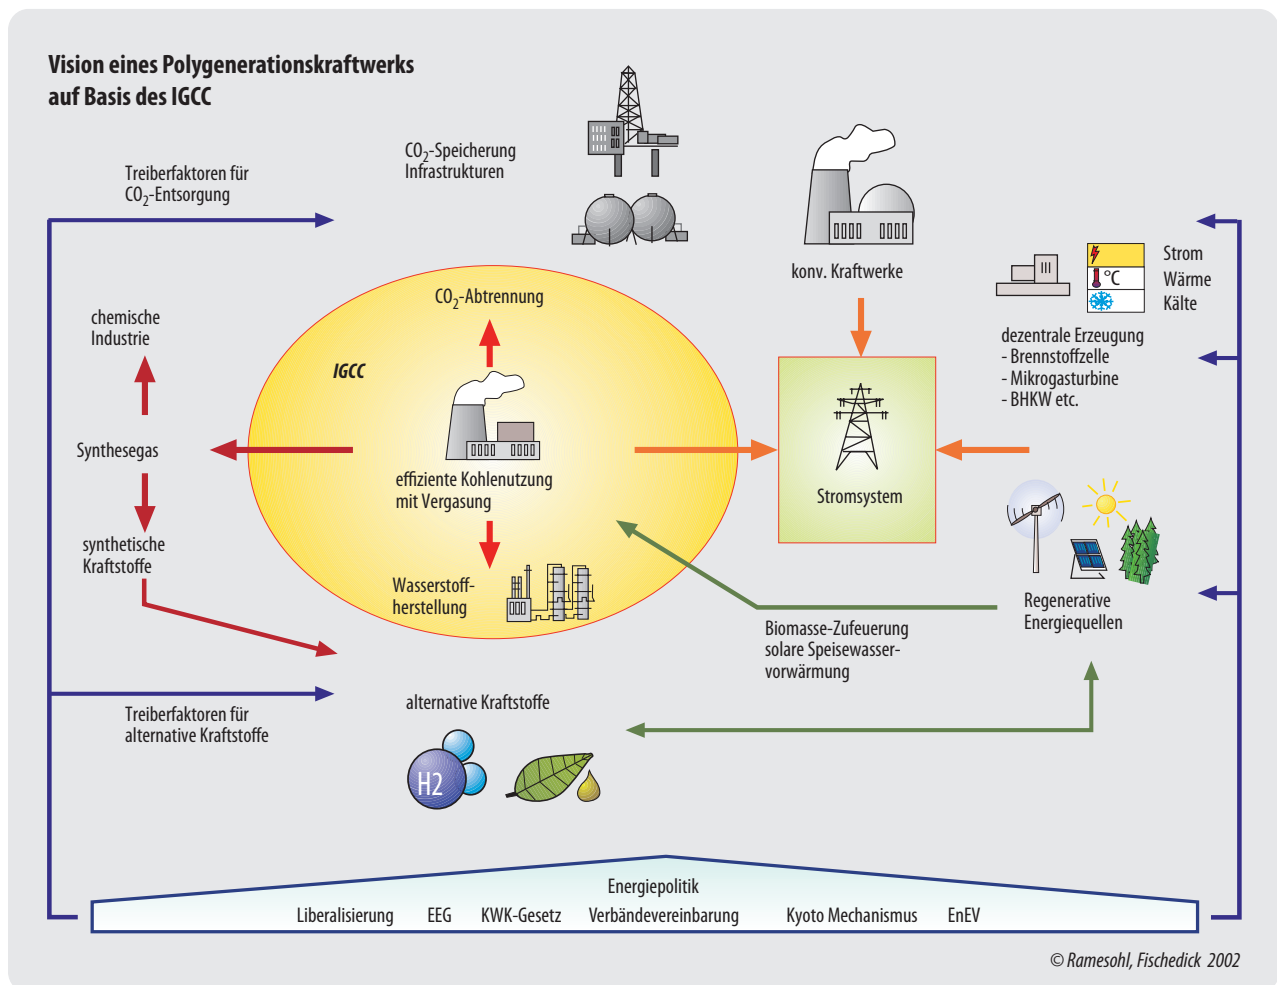 Vision eines Polygenerationskraftwerks
auf Basis des IGCC
Treiberfaktoren für
CO₂-Entsorgung
CO₂-Speicherung
Infrastrukturen
konv. Kraftwerke
Strom
°C
Wärme
Kälte
dezentrale Erzeugung
- Brennstoffzelle
- Mikrogasturbine
- BHKW etc.
chemische
Industrie
CO₂-Abtrennung
IGCC
Synthesegas
effiziente Kohlenutzung
mit Vergasung
Stromsystem
synthetische
Kraftstoffe
Wasserstoff-
herstellung
Regenerative
Energiequellen
Biomasse-Zufeuerung
solare Speisewasser-
vorwärmung
Treiberfaktoren für
alternative Kraftstoffe
alternative Kraftstoffe
H2
Energiepolitik
Liberalisierung EEG KWK-Gesetz Verbändevereinbarung Kyoto Mechanismus EnEV
© Ramesohl, Fischedick 2002